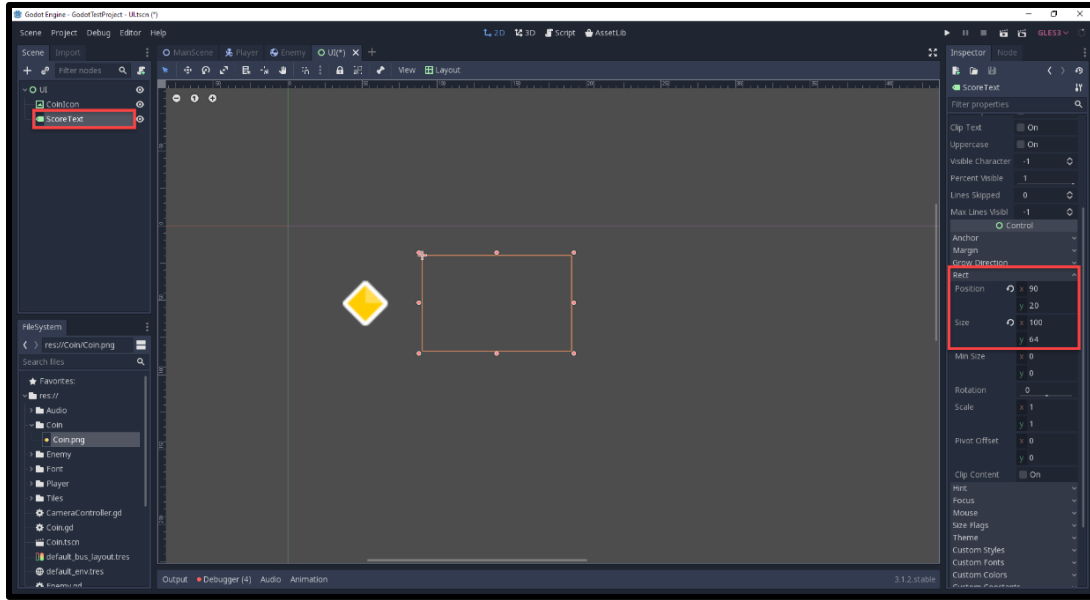 Godot Engine - GodotTestProject - UI.tscn (*)
Scene Project Debug Editor Help
2D 3D Script AssetLib
GLES3
Scene Import
MainScene Player Enemy UI(*)
Inspector Node
Filter nodes
View Layout
UI
CoinIcon
ScoreText
ScoreText
Filter properties
Clip Text On
Uppercase On
Visible Character -1
Percent Visible 1
Lines Skipped 0
Max Lines Visibl -1
Control
Anchor
Margin
Grow Direction
Rect
Position x 90
y 20
Size x 100
y 64
Min Size x 0
y 0
Rotation 0
Scale x 1
y 1
Pivot Offset x 0
y 0
Clip Content On
Hint
Focus
Mouse
Size Flags
Theme
Custom Styles
Custom Fonts
Custom Colors
Custom Constants
FileSystem
res://Coin/Coin.png
Search files
Favorites:
res://
Audio
Coin
Coin.png
Enemy
Font
Player
Tiles
CameraController.gd
Coin.gd
Coin.tscn
default_bus_layout.tres
default_env.tres
Enemy.gd
Output Debugger (4) Audio Animation
3.1.2.stable